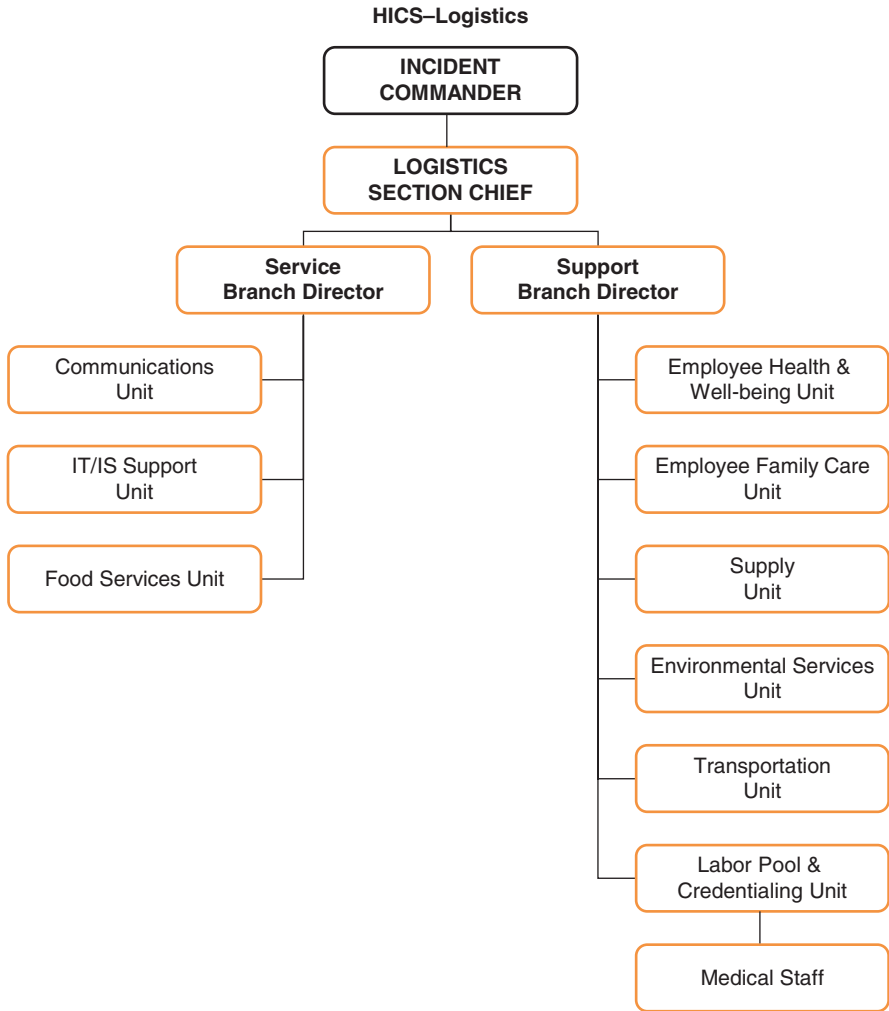 HICS–Logistics
INCIDENT
COMMANDER
LOGISTICS
SECTION CHIEF
Service
Branch Director
Support
Branch Director
Communications
Unit
IT/IS Support
Unit
Food Services Unit
Employee Health &
Well-being Unit
Employee Family Care
Unit
Supply
Unit
Environmental Services
Unit
Transportation
Unit
Labor Pool &
Credentialing Unit
Medical Staff